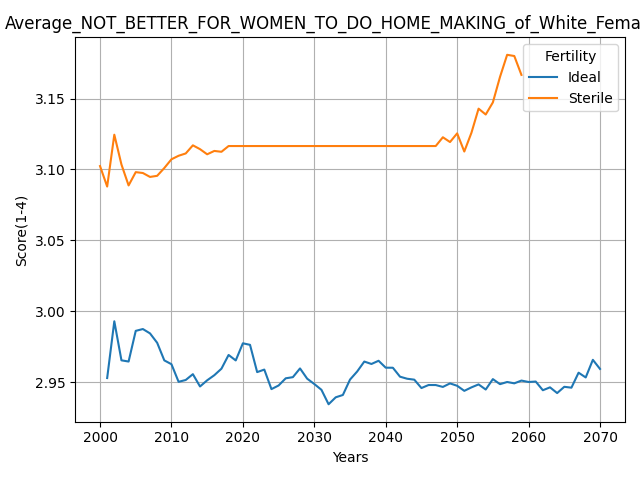 Average_NOT_BETTER_FOR_WOMEN_TO_DO_HOME_MAKING_of_White_Fema
Fertility
Ideal
Sterile
3.15
3.10
3.05
3.00
2.95
Score(1-4)
2000 2010 2020 2030 2040 2050 2060 2070
Years